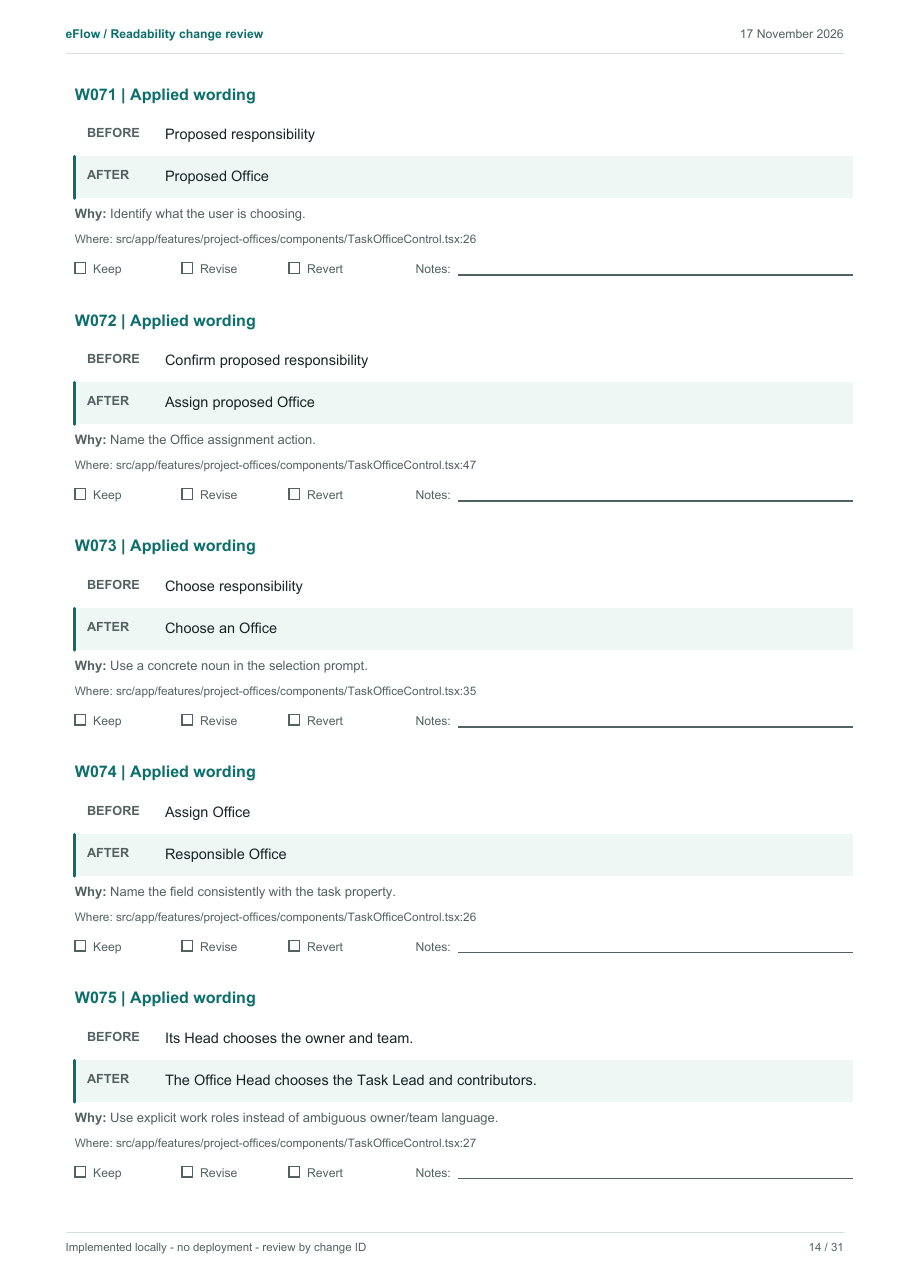 eFlow / Readability change review 17 November 2026
W071 | Applied wording
BEFORE Proposed responsibility
AFTER Proposed Office
Why: Identify what the user is choosing.
Where: src/app/features/project-offices/components/TaskOfficeControl.tsx:26
Keep Revise Revert Notes:
W072 | Applied wording
BEFORE Confirm proposed responsibility
AFTER Assign proposed Office
Why: Name the Office assignment action.
Where: src/app/features/project-offices/components/TaskOfficeControl.tsx:47
Keep Revise Revert Notes:
W073 | Applied wording
BEFORE Choose responsibility
AFTER Choose an Office
Why: Use a concrete noun in the selection prompt.
Where: src/app/features/project-offices/components/TaskOfficeControl.tsx:35
Keep Revise Revert Notes:
W074 | Applied wording
BEFORE Assign Office
AFTER Responsible Office
Why: Name the field consistently with the task property.
Where: src/app/features/project-offices/components/TaskOfficeControl.tsx:26
Keep Revise Revert Notes:
W075 | Applied wording
BEFORE Its Head chooses the owner and team.
AFTER The Office Head chooses the Task Lead and contributors.
Why: Use explicit work roles instead of ambiguous owner/team language.
Where: src/app/features/project-offices/components/TaskOfficeControl.tsx:27
Keep Revise Revert Notes:
Implemented locally - no deployment - review by change ID 14 / 31